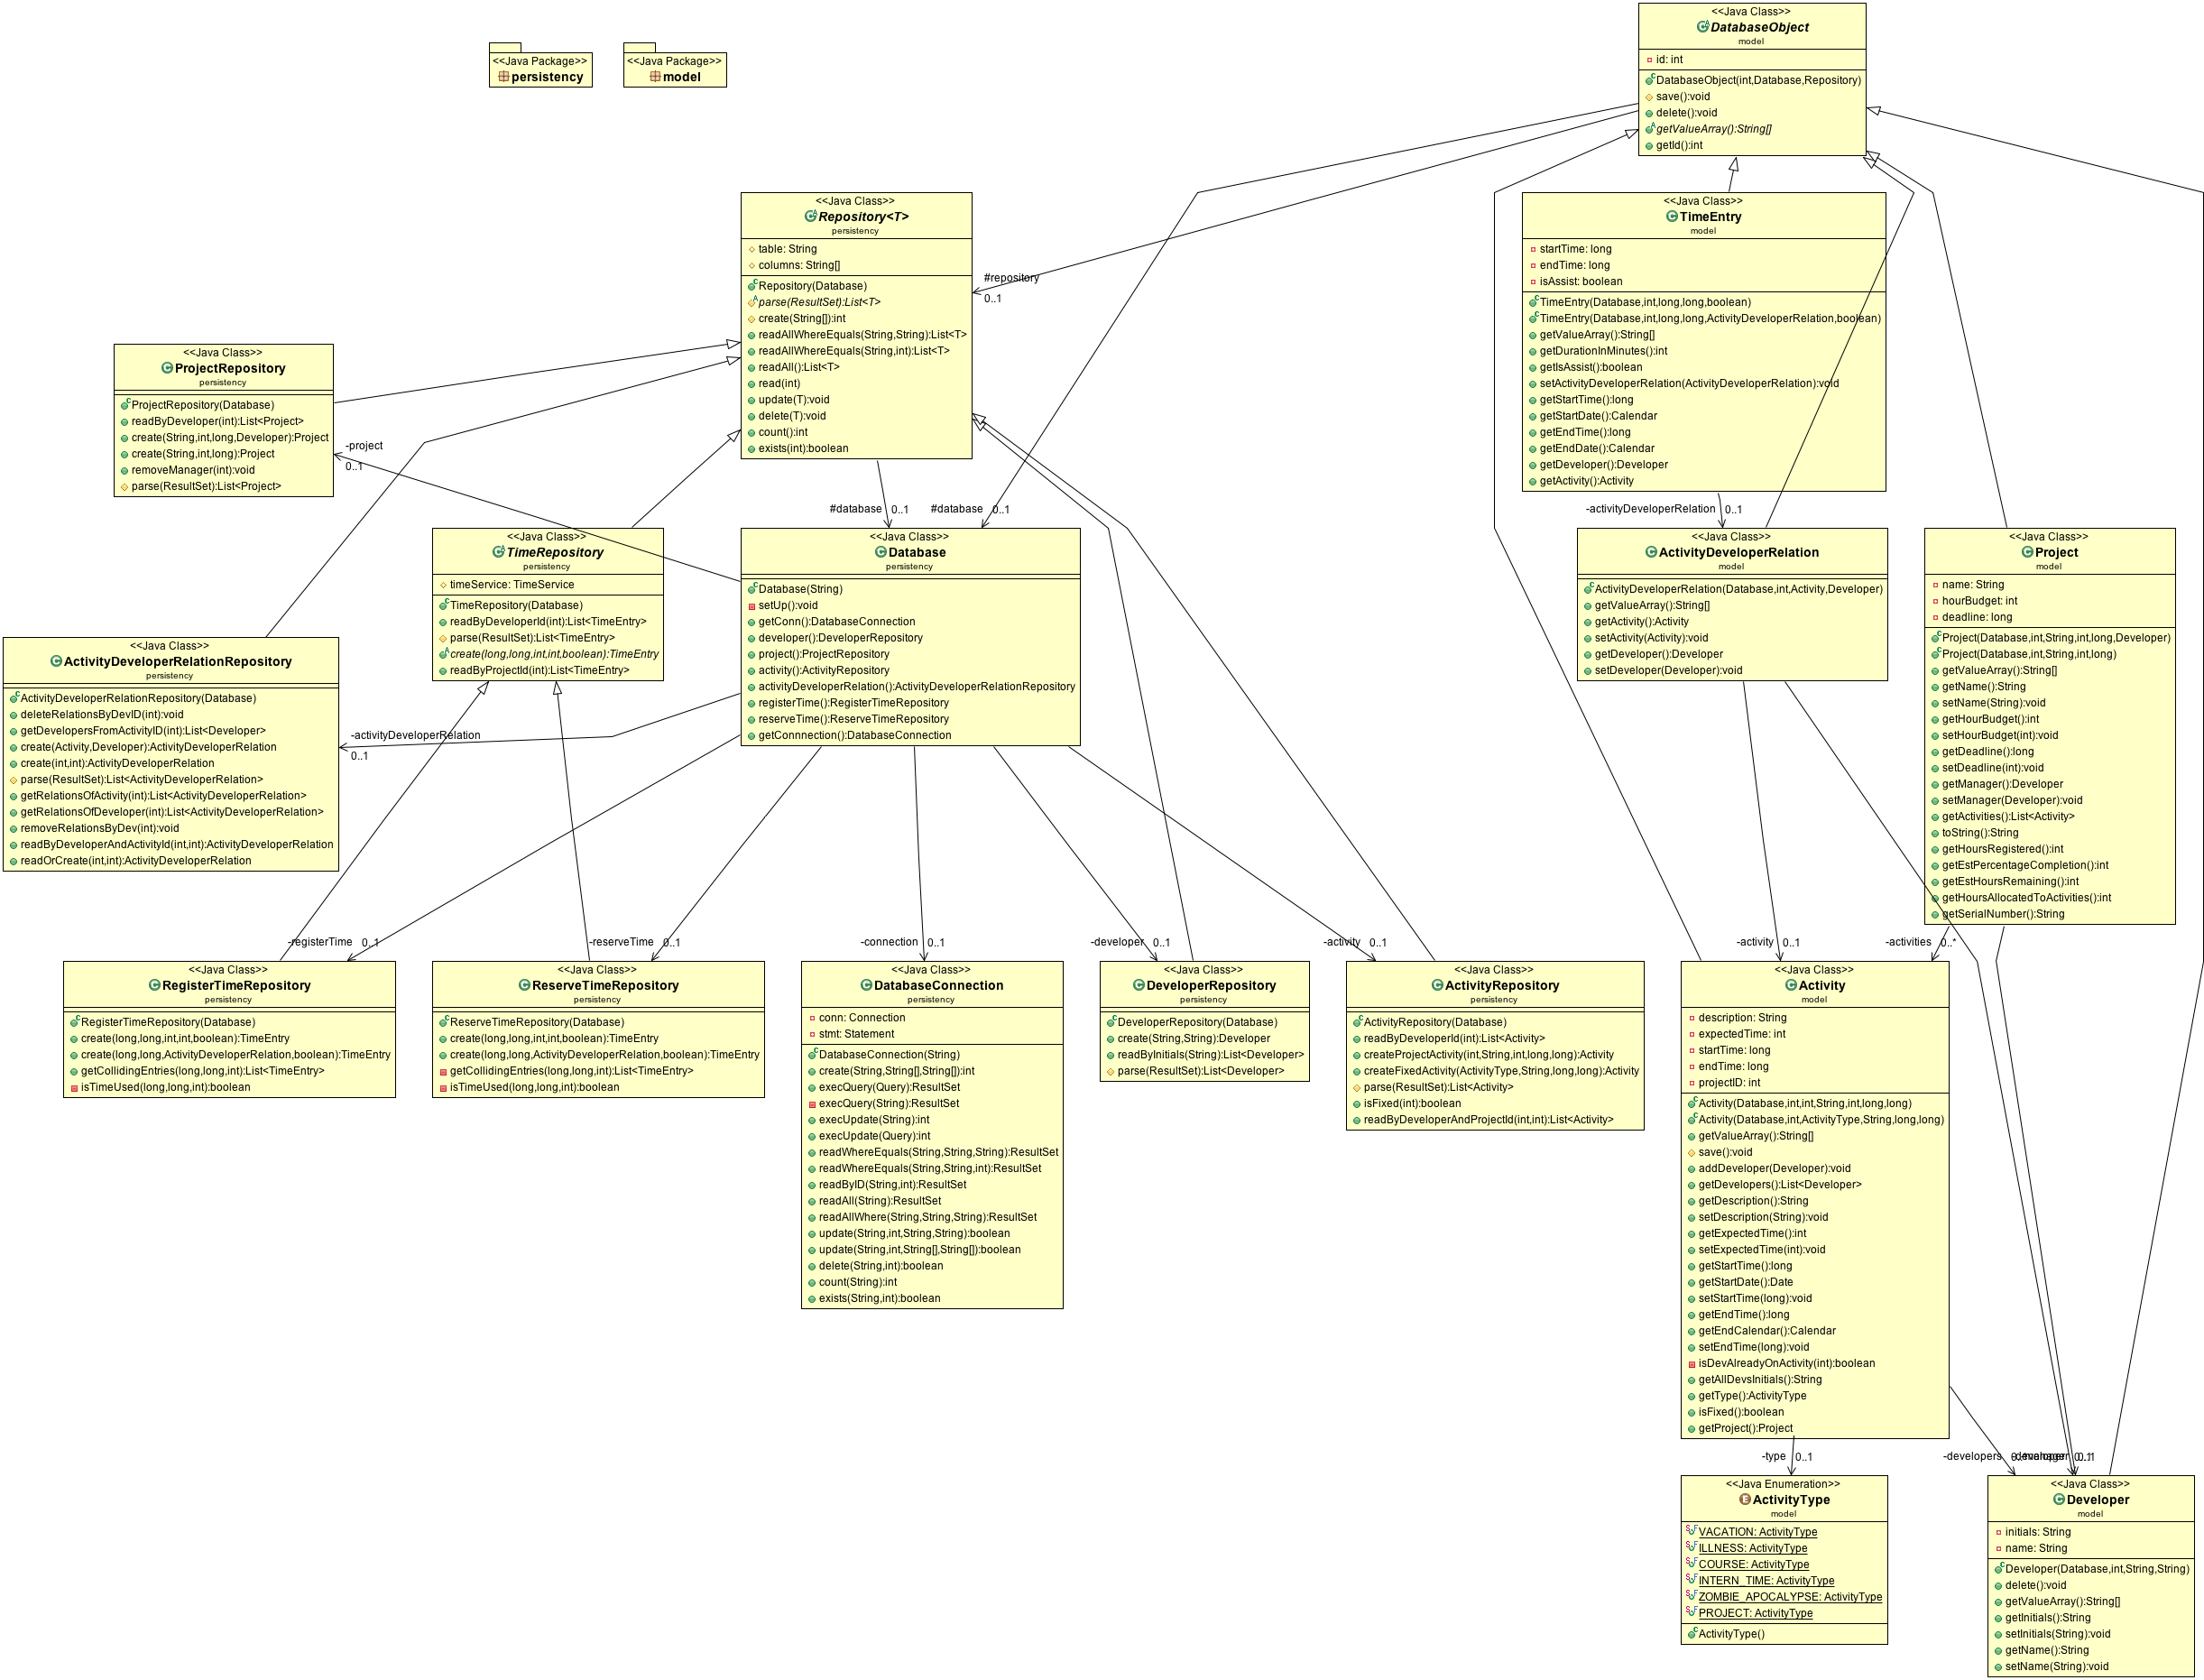 <<Java Package>>
persistency
<<Java Package>>
model
<<Java Class>>
DatabaseObject
model
id: int
DatabaseObject(int,Database,Repository)
save():void
delete():void
getValueArray():String[]
getId():int
<<Java Class>>
Repository<T>
persistency
table: String
columns: String[]
Repository(Database)
parse(ResultSet):List<T>
create(String[]):int
readAllWhereEquals(String,String):List<T>
readAllWhereEquals(String,int):List<T>
readAll():List<T>
read(int)
update(T):void
delete(T):void
count():int
exists(int):boolean
#repository
0..1
<<Java Class>>
TimeEntry
model
startTime: long
endTime: long
isAssist: boolean
TimeEntry(Database,int,long,long,boolean)
TimeEntry(Database,int,long,long,ActivityDeveloperRelation,boolean)
getValueArray():String[]
getDurationInMinutes():int
getIsAssist():boolean
setActivityDeveloperRelation(ActivityDeveloperRelation):void
getStartTime():long
getStartDate():Calendar
getEndTime():long
getEndDate():Calendar
getDeveloper():Developer
getActivity():Activity
<<Java Class>>
ProjectRepository
persistency
ProjectRepository(Database)
readByDeveloper(int):List<Project>
create(String,int,long,Developer):Project
create(String,int,long):Project
removeManager(int):void
parse(ResultSet):List<Project>
-project
0..1
#database 0..1
#database 0..1
-activityDeveloperRelation 0..1
<<Java Class>>
TimeRepository
persistency
timeService: TimeService
TimeRepository(Database)
readByDeveloperId(int):List<TimeEntry>
parse(ResultSet):List<TimeEntry>
create(long,long,int,int,boolean):TimeEntry
readByProjectId(int):List<TimeEntry>
<<Java Class>>
Database
persistency
Database(String)
setUp():void
getConn():DatabaseConnection
developer():DeveloperRepository
project():ProjectRepository
activity():ActivityRepository
activityDeveloperRelation():ActivityDeveloperRelationRepository
registerTime():RegisterTimeRepository
reserveTime():ReserveTimeRepository
getConnnection():DatabaseConnection
<<Java Class>>
ActivityDeveloperRelation
model
ActivityDeveloperRelation(Database,int,Activity,Developer)
getValueArray():String[]
getActivity():Activity
setActivity(Activity):void
getDeveloper():Developer
setDeveloper(Developer):void
<<Java Class>>
Project
model
name: String
hourBudget: int
deadline: long
Project(Database,int,String,int,long,Developer)
Project(Database,int,String,int,long)
getValueArray():String[]
getName():String
setName(String):void
getHourBudget():int
setHourBudget(int):void
getDeadline():long
setDeadline(int):void
getManager():Developer
setManager(Developer):void
getActivities():List<Activity>
toString():String
getHoursRegistered():int
getEstPercentageCompletion():int
getEstHoursRemaining():int
getHoursAllocatedToActivities():int
getSerialNumber():String
<<Java Class>>
ActivityDeveloperRelationRepository
persistency
ActivityDeveloperRelationRepository(Database)
deleteRelationsByDevID(int):void
getDevelopersFromActivityID(int):List<Developer>
create(Activity,Developer):ActivityDeveloperRelation
create(int,int):ActivityDeveloperRelation
parse(ResultSet):List<ActivityDeveloperRelation>
getRelationsOfActivity(int):List<ActivityDeveloperRelation>
getRelationsOfDeveloper(int):List<ActivityDeveloperRelation>
removeRelationsByDev(int):void
readByDeveloperAndActivityId(int,int):ActivityDeveloperRelation
readOrCreate(int,int):ActivityDeveloperRelation
-activityDeveloperRelation
0..1
-registerTime 0..1
-reserveTime 0..1
-connection 0..1
-developer 0..1
-activity 0..1
-activity 0..1
-activities 0..*
<<Java Class>>
RegisterTimeRepository
persistency
RegisterTimeRepository(Database)
create(long,long,int,int,boolean):TimeEntry
create(long,long,ActivityDeveloperRelation,boolean):TimeEntry
getCollidingEntries(long,long,int):List<TimeEntry>
isTimeUsed(long,long,int):boolean
<<Java Class>>
ReserveTimeRepository
persistency
ReserveTimeRepository(Database)
create(long,long,int,int,boolean):TimeEntry
create(long,long,ActivityDeveloperRelation,boolean):TimeEntry
getCollidingEntries(long,long,int):List<TimeEntry>
isTimeUsed(long,long,int):boolean
<<Java Class>>
DatabaseConnection
persistency
conn: Connection
stmt: Statement
DatabaseConnection(String)
create(String,String[],String[]):int
execQuery(Query):ResultSet
execQuery(String):ResultSet
execUpdate(String):int
execUpdate(Query):int
readWhereEquals(String,String,String):ResultSet
readWhereEquals(String,String,int):ResultSet
readByID(String,int):ResultSet
readAll(String):ResultSet
readAllWhere(String,String,String):ResultSet
update(String,int,String,String):boolean
update(String,int,String[],String[]):boolean
delete(String,int):boolean
count(String):int
exists(String,int):boolean
<<Java Class>>
DeveloperRepository
persistency
DeveloperRepository(Database)
create(String,String):Developer
readByInitials(String):List<Developer>
parse(ResultSet):List<Developer>
<<Java Class>>
ActivityRepository
persistency
ActivityRepository(Database)
readByDeveloperId(int):List<Activity>
createProjectActivity(int,String,int,long,long):Activity
createFixedActivity(ActivityType,String,long,long):Activity
parse(ResultSet):List<Activity>
isFixed(int):boolean
readByDeveloperAndProjectId(int,int):List<Activity>
<<Java Class>>
Activity
model
description: String
expectedTime: int
startTime: long
endTime: long
projectID: int
Activity(Database,int,int,String,int,long,long)
Activity(Database,int,ActivityType,String,long,long)
getValueArray():String[]
save():void
addDeveloper(Developer):void
getDevelopers():List<Developer>
getDescription():String
setDescription(String):void
getExpectedTime():int
setExpectedTime(int):void
getStartTime():long
getStartDate():Date
setStartTime(long):void
getEndTime():long
getEndCalendar():Calendar
setEndTime(long):void
isDevAlreadyOnActivity(int):boolean
getAllDevsInitials():String
getType():ActivityType
isFixed():boolean
getProject():Project
-type 0..1
-developers
<<Java Enumeration>>
ActivityType
model
VACATION: ActivityType
ILLNESS: ActivityType
COURSE: ActivityType
INTERN_TIME: ActivityType
ZOMBIE_APOCALYPSE: ActivityType
PROJECT: ActivityType
ActivityType()
<<Java Class>>
Developer
model
initials: String
name: String
Developer(Database,int,String,String)
delete():void
getValueArray():String[]
getInitials():String
setInitials(String):void
getName():String
setName(String):void